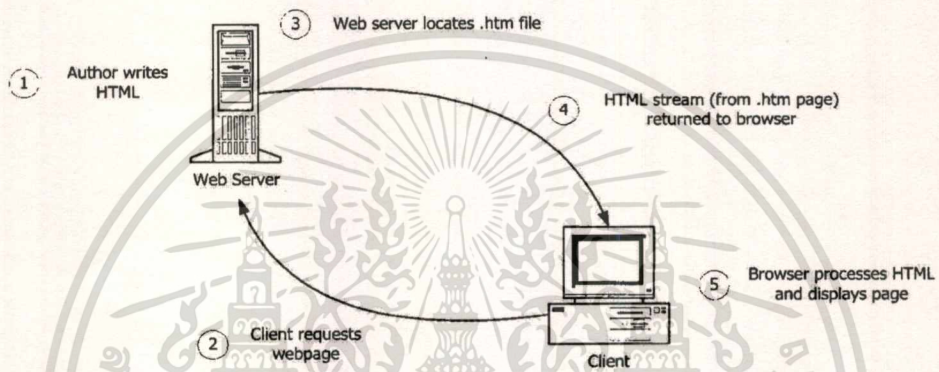 3 Web server locates .htm file
1 Author writes
HTML
4 HTML stream (from .htm page)
returned to browser
Web Server
5 Browser processes HTML
and displays page
2 Client requests
webpage
Client